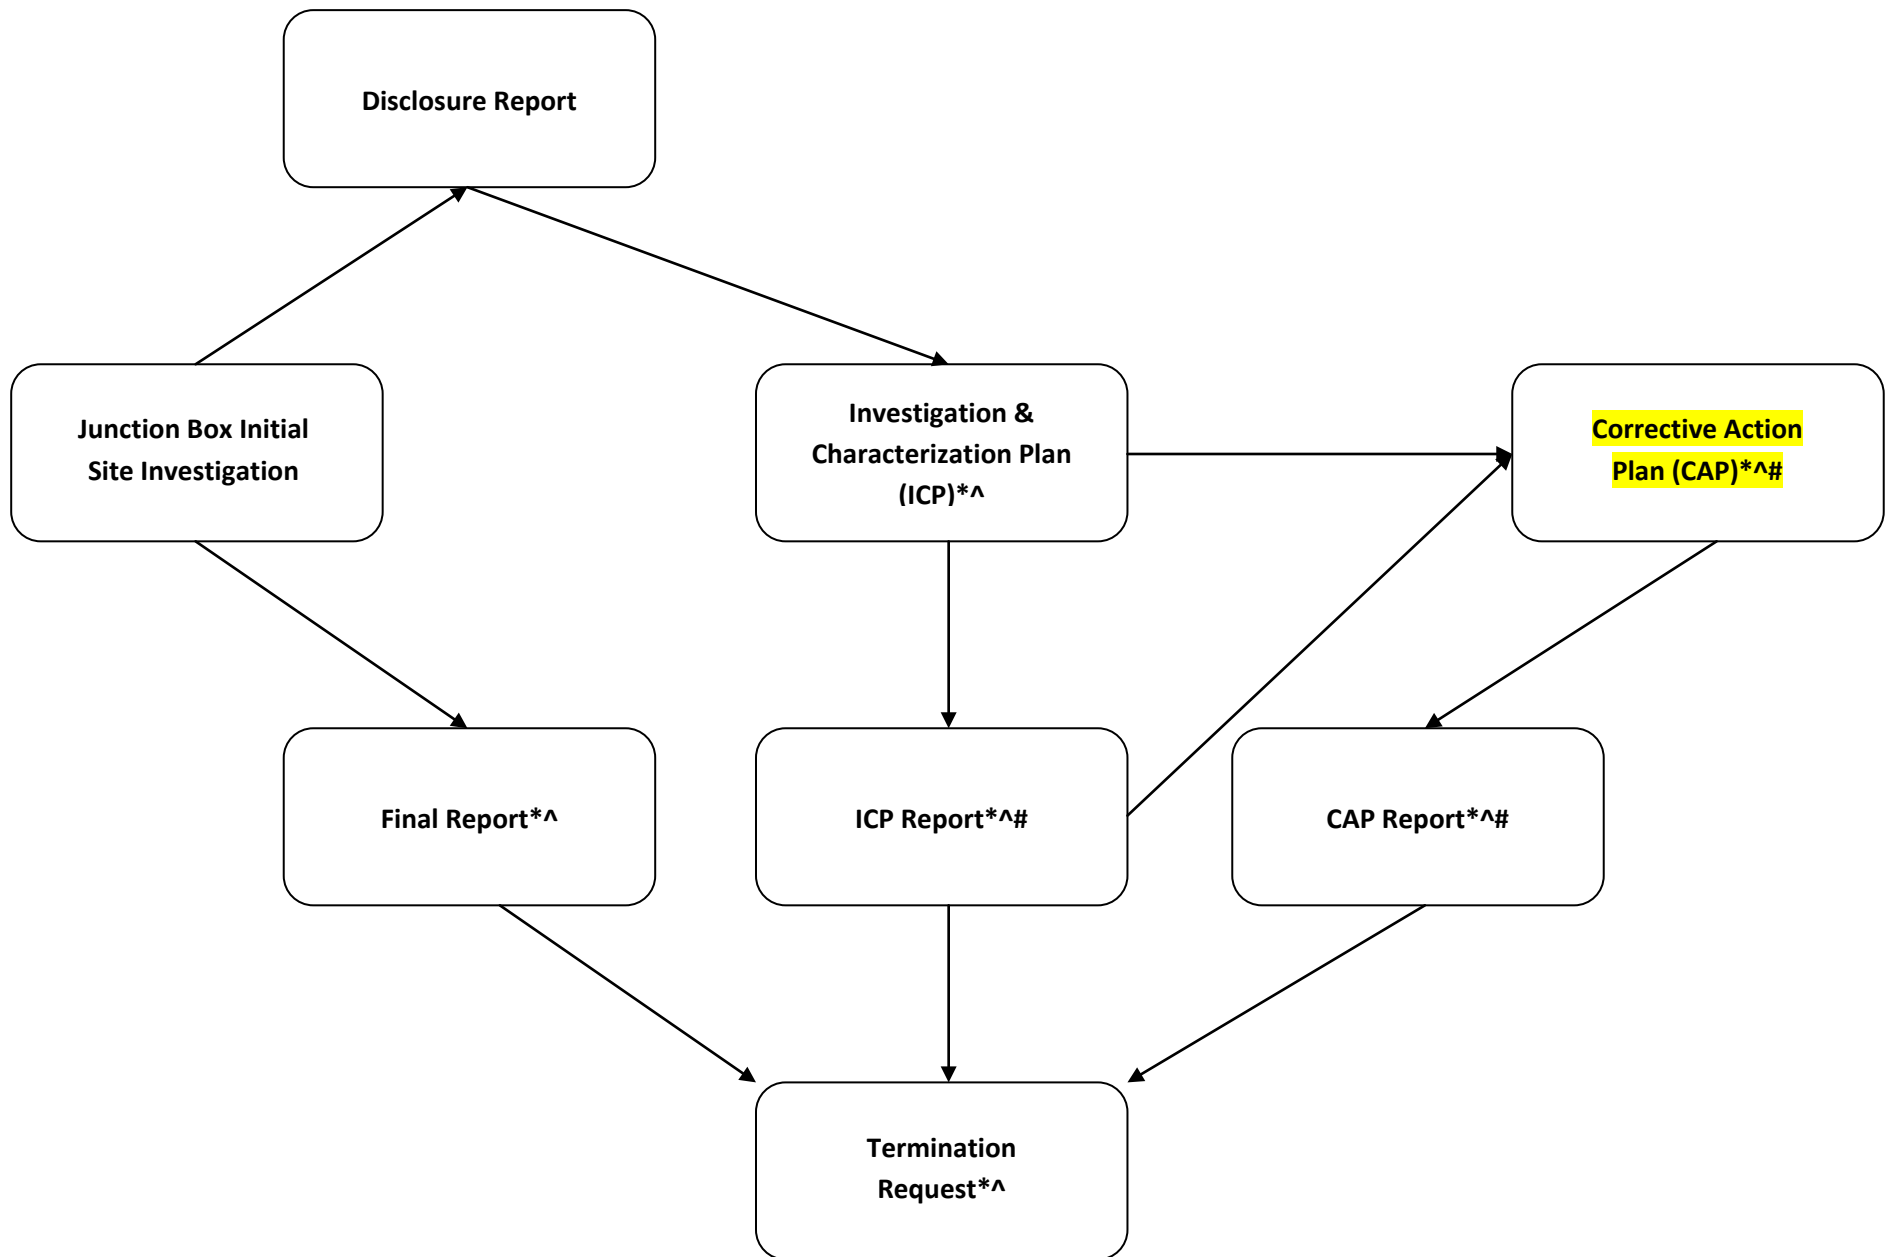 Disclosure Report
Junction Box Initial
Site Investigation
Investigation &
Characterization Plan
(ICP)*^
Corrective Action
Plan (CAP)*^#
Final Report*^
ICP Report*^#
CAP Report*^#
Termination
Request*^